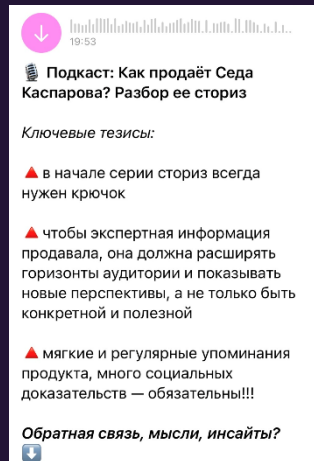 19:53
🎙 Подкаст: Как продаёт Седа
Каспарова? Разбор ее сториз
Ключевые тезисы:
🔺 в начале серии сториз всегда
нужен крючок
🔺 чтобы экспертная информация
продавала, она должна расширять
горизонты аудитории и показывать
новые перспективы, а не только быть
конкретной и полезной
🔺 мягкие и регулярные упоминания
продукта, много социальных
доказательств — обязательны!!!
Обратная связь, мысли, инсайты?
⬇️